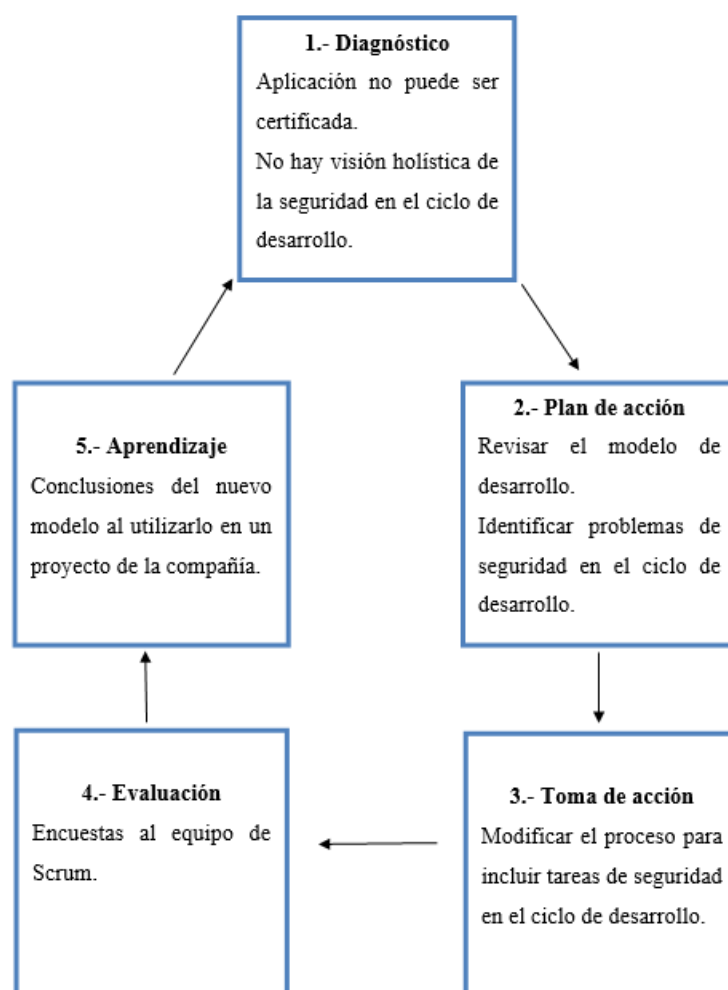 1.- Diagnóstico
Aplicación no puede ser
certificada.
No hay visión holística de
la seguridad en el ciclo de
desarrollo.
2.- Plan de acción
Revisar el modelo de
desarrollo.
Identificar problemas de
seguridad en el ciclo de
desarrollo.
3.- Toma de acción
Modificar el proceso para
incluir tareas de seguridad
en el ciclo de desarrollo.
4.- Evaluación
Encuestas al equipo de
Scrum.
5.- Aprendizaje
Conclusiones del nuevo
modelo al utilizarlo en un
proyecto de la compañía.